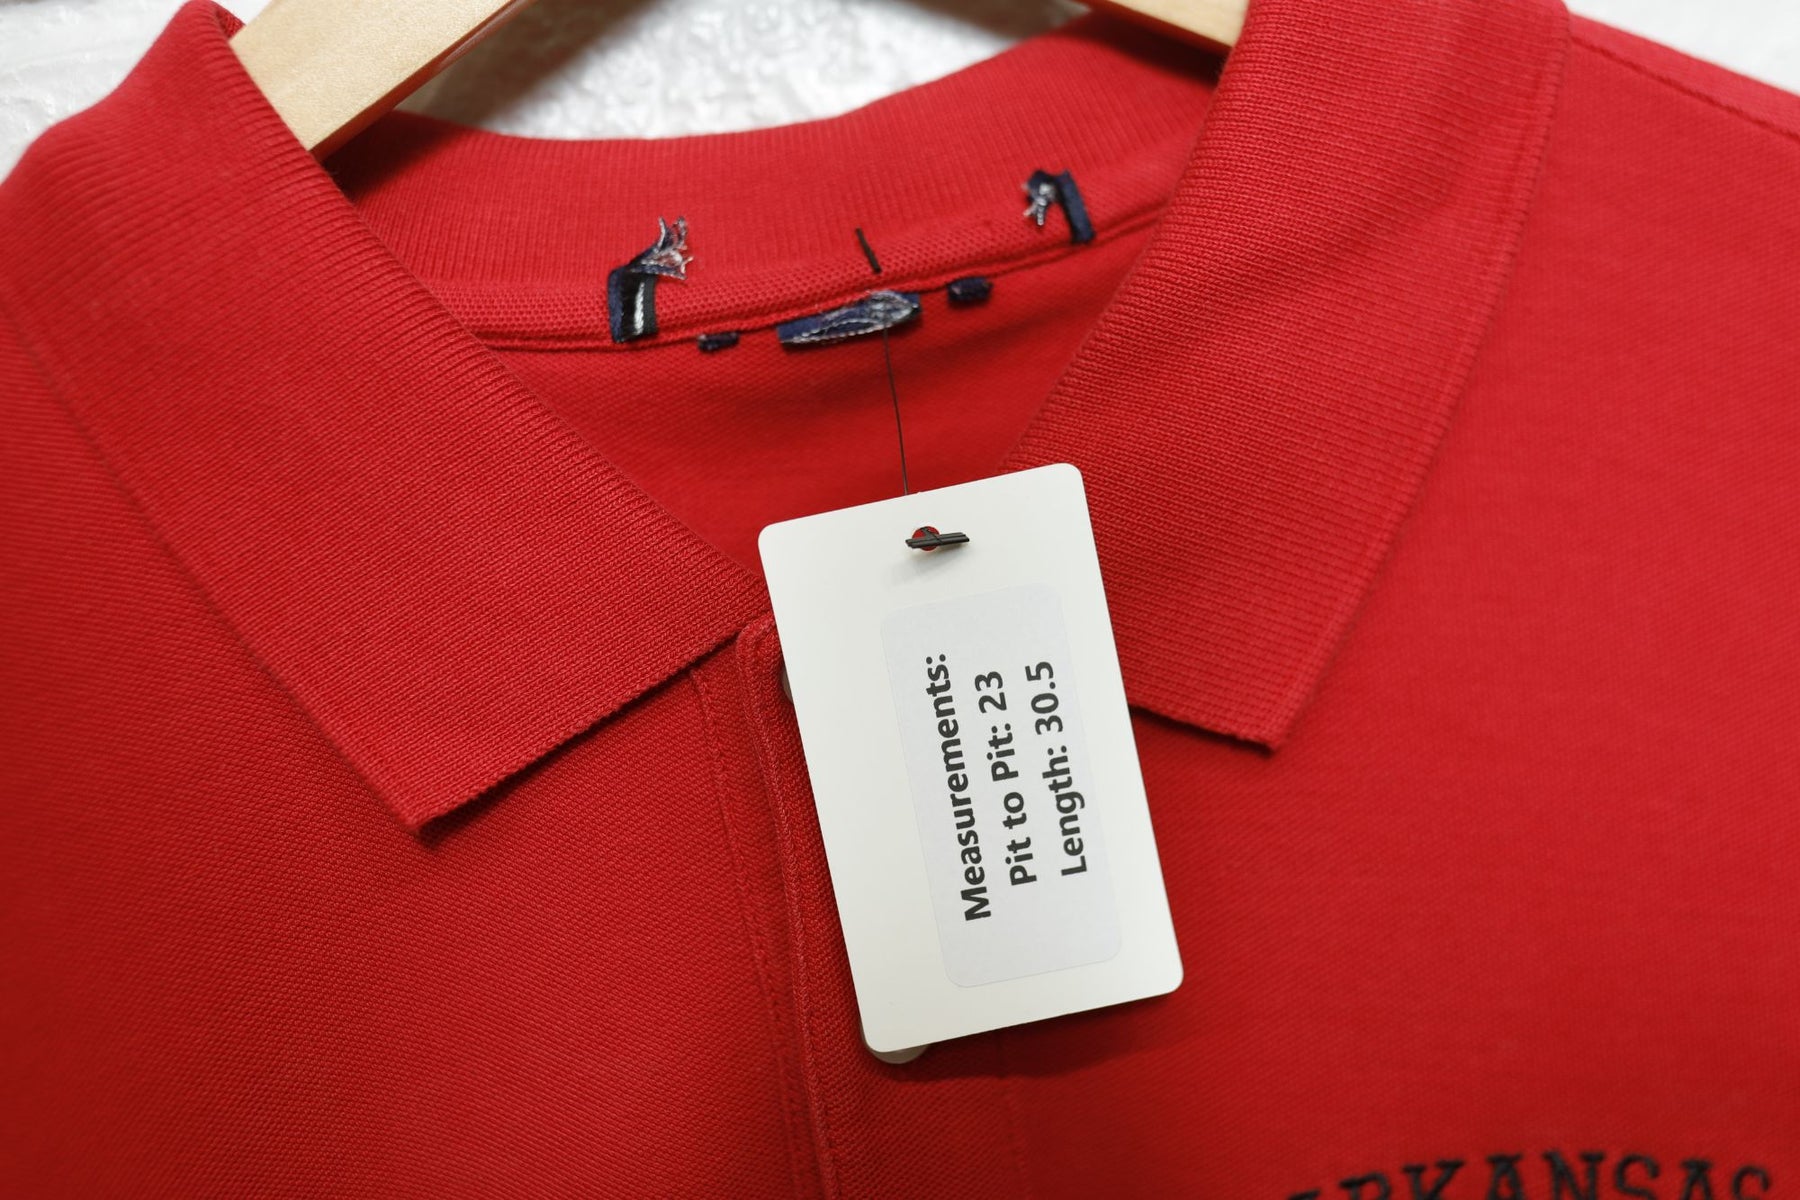 Measurements:
Pit to Pit: 23
Length: 30.5
ARKANSAS